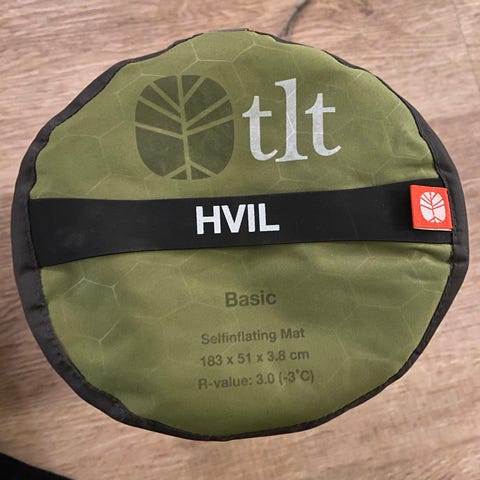 tlt
HVIL
Basic
Selfinflating Mat
183 x 51 x 3.8 cm
R-value: 3.0 (-3°C)